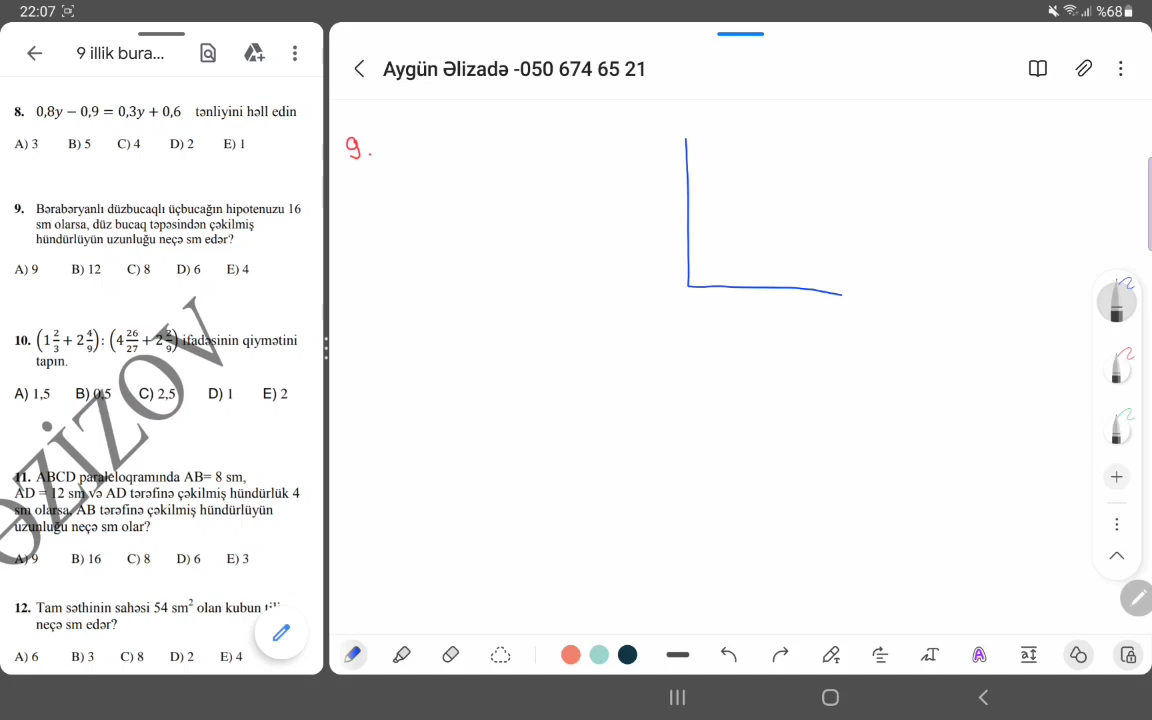 22:07 %68
9 illik bura...
8. 0,8y − 0,9 = 0,3y + 0,6 tənliyini həll edin
A) 3 B) 5 C) 4 D) 2 E) 1
9. Bərabəryanlı düzbucaqlı üçbucağın hipotenuzu 16
sm olarsa, düz bucaq təpəsindən çəkilmiş
hündürlüyün uzunluğu neçə sm edər?
A) 9 B) 12 C) 8 D) 6 E) 4
10. (1 2/3 + 2 4/9) : (4 26/27 + 2 2/9) ifadəsinin qiymətini
tapın.
A) 1,5 B) 0,5 C) 2,5 D) 1 E) 2
11. ABCD paraleloqramında AB= 8 sm,
AD = 12 sm və AD tərəfinə çəkilmiş hündürlük 4
sm olarsa, AB tərəfinə çəkilmiş hündürlüyün
uzunluğu neçə sm olar?
A) 9 B) 16 C) 8 D) 6 E) 3
12. Tam səthinin sahəsi 54 sm² olan kubun
neçə sm edər?
A) 6 B) 3 C) 8 D) 2 E) 4
əzizov
Aygün Əlizadə -050 674 65 21
9.